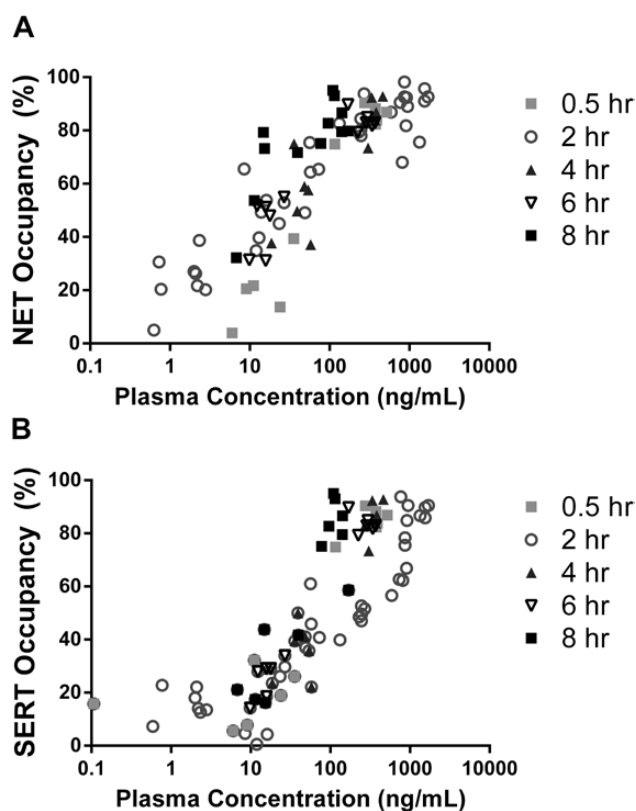 A
NET Occupancy (%)
100
80
60
40
20
0
0.1 1 10 100 1000 10000
Plasma Concentration (ng/mL)
0.5 hr
2 hr
4 hr
6 hr
8 hr
B
SERT Occupancy (%)
100
80
60
40
20
0
0.1 1 10 100 1000 10000
Plasma Concentration (ng/mL)
0.5 hr
2 hr
4 hr
6 hr
8 hr